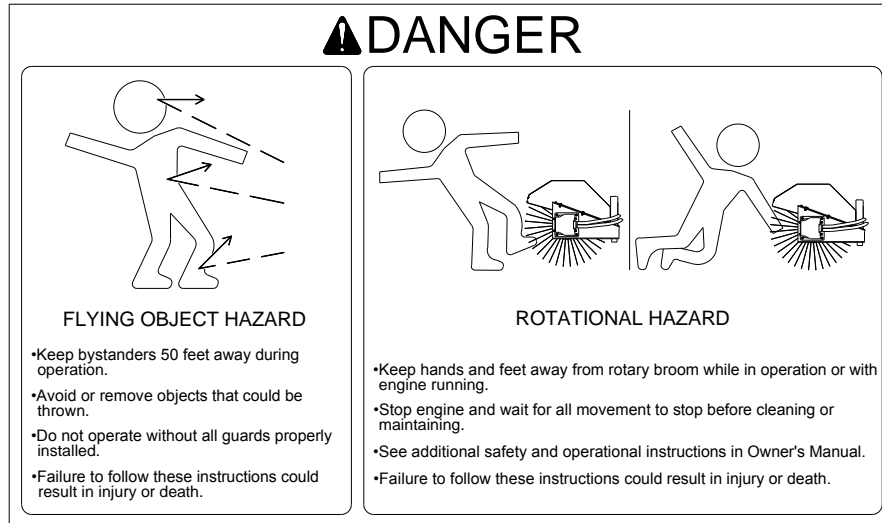 DANGER
FLYING OBJECT HAZARD
•Keep bystanders 50 feet away during
operation.
•Avoid or remove objects that could be
thrown.
•Do not operate without all guards properly
installed.
•Failure to follow these instructions could
result in injury or death.
ROTATIONAL HAZARD
•Keep hands and feet away from rotary broom while in operation or with
engine running.
•Stop engine and wait for all movement to stop before cleaning or
maintaining.
•See additional safety and operational instructions in Owner's Manual.
•Failure to follow these instructions could result in injury or death.